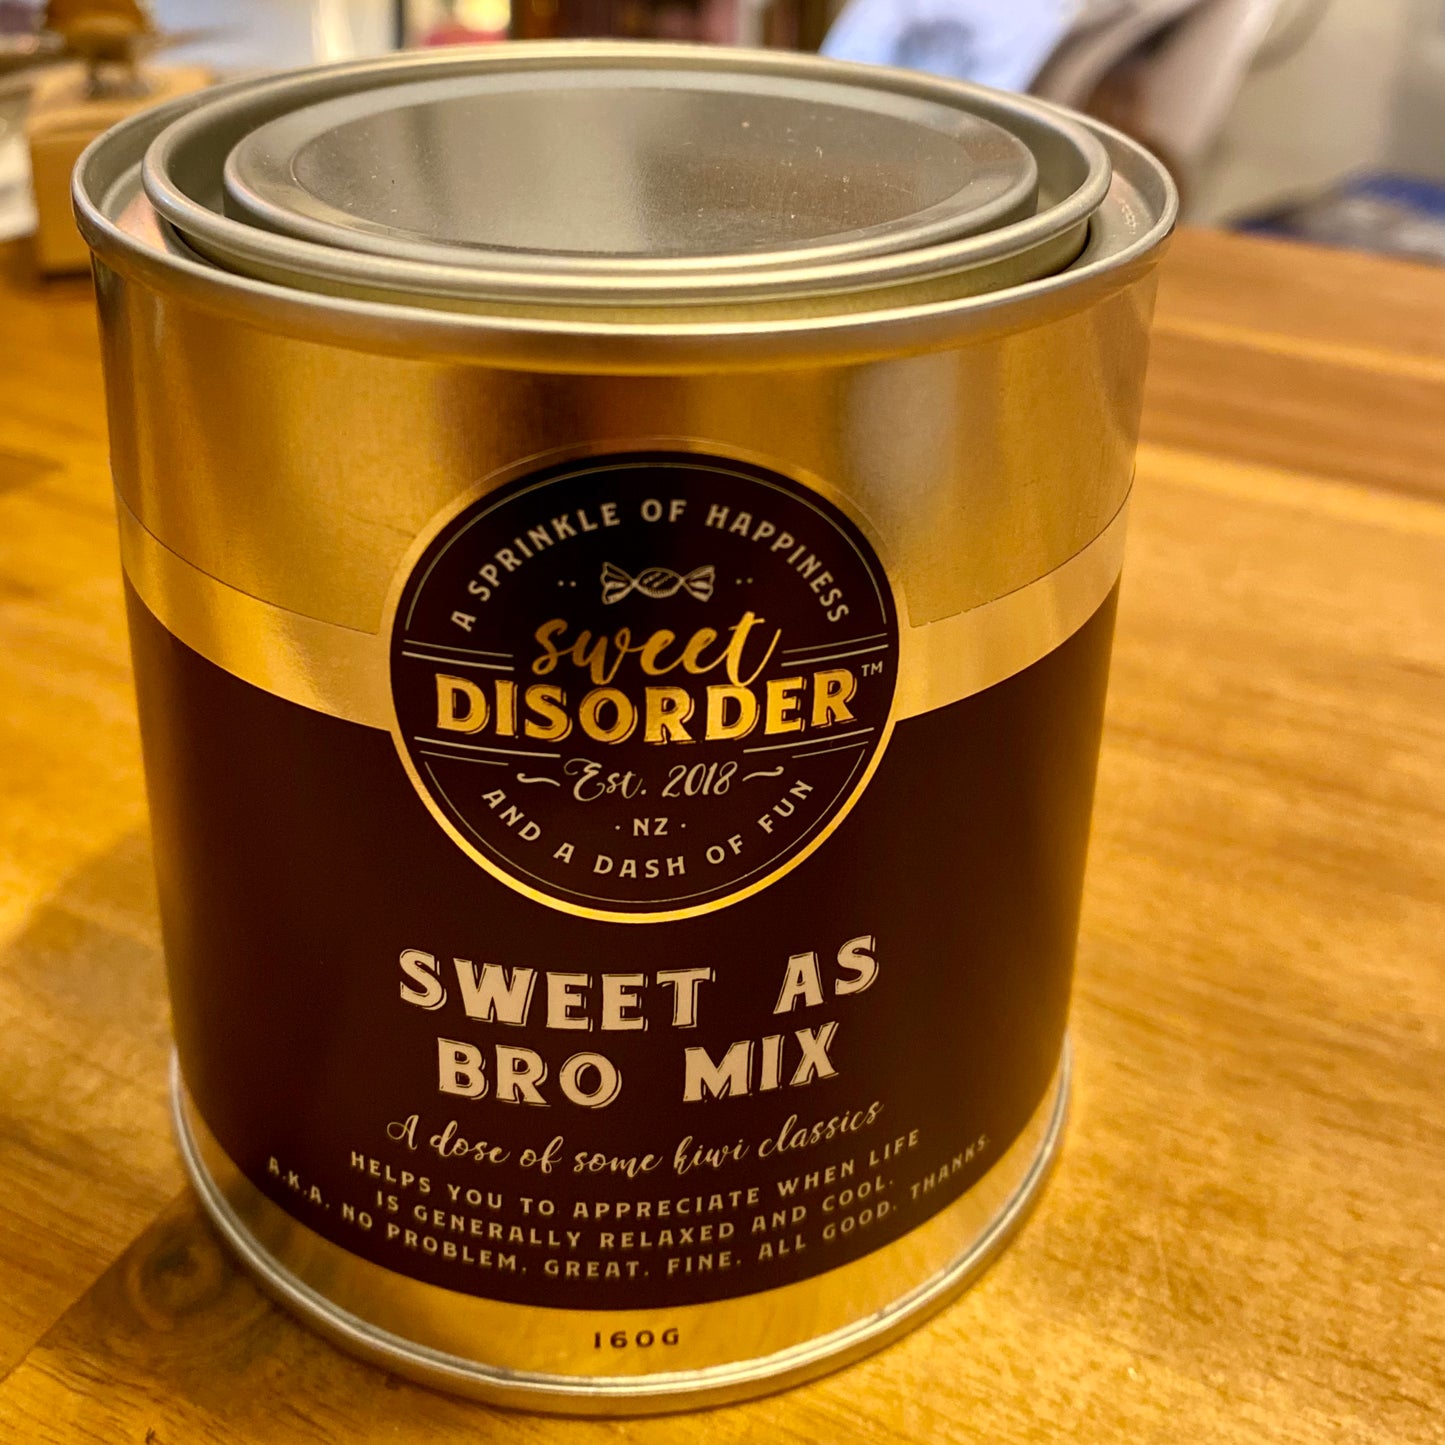 A SPRINKLE OF HAPPINESS
sweet
DISORDER™
Est. 2018
· NZ ·
AND A DASH OF FUN
SWEET AS
BRO MIX
A dose of some kiwi classics
HELPS YOU TO APPRECIATE WHEN LIFE
IS GENERALLY RELAXED AND COOL.
A.K.A. NO PROBLEM. GREAT. FINE. ALL GOOD. THANKS.
160G